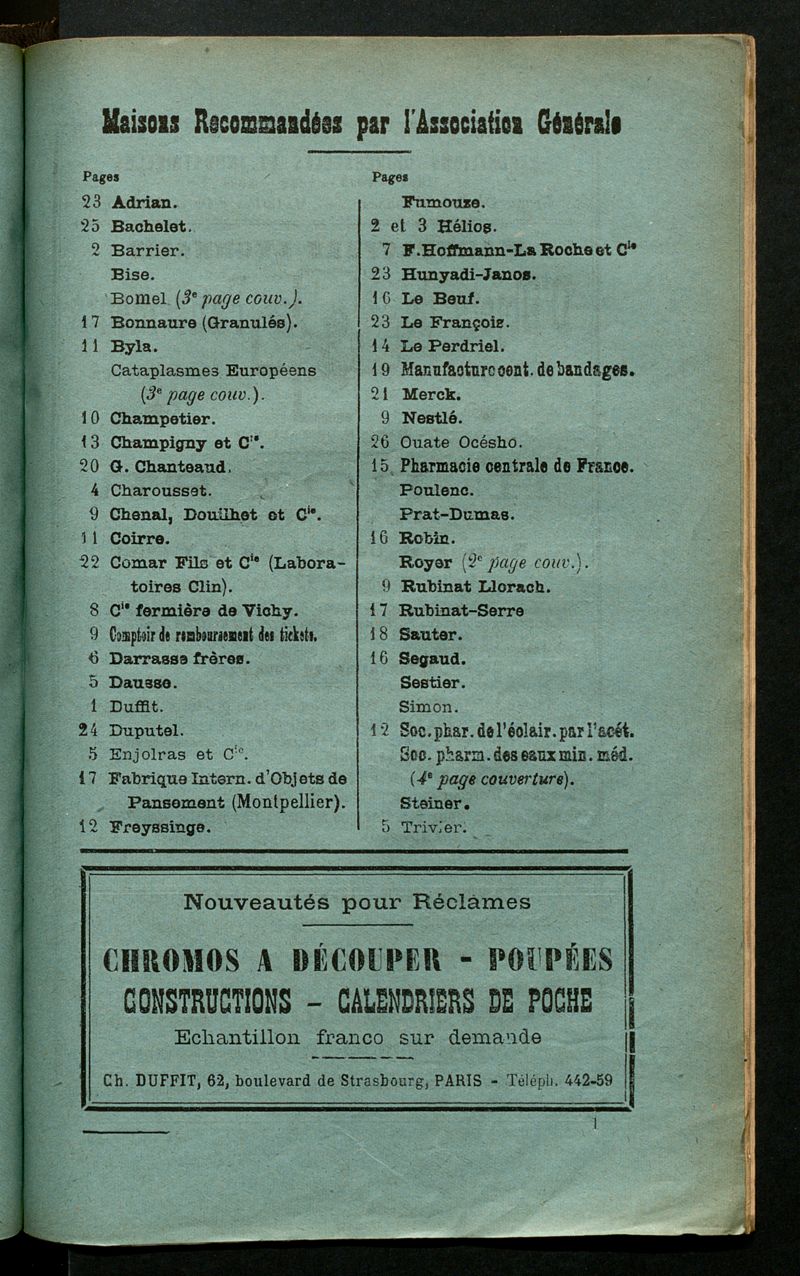 Maisons Recommandées par l'Association Générale
Pages
23 Adrian.
25 Bachelet.
2 Barrier.
Bise.
Bomel (3e page couv.).
17 Bonnaure (Granulés).
11 Byla.
Cataplasmes Européens
(3e page couv.).
10 Champetier.
13 Champigny et Cie.
20 G. Chanteaud.
4 Charousset.
9 Chenal, Douilhet et Cie.
11 Coirre.
22 Comar Fils et Cie (Labora-
toires Clin).
8 Cie fermière de Vichy.
9 Comptoir de remboursement des tickets.
6 Darrasse frères.
5 Dausse.
1 Duffit.
24 Duputel.
5 Enjolras et Cie.
17 Fabrique Intern. d'Objets de
Pansement (Montpellier).
12 Freyssinge.
Pages
Fumouze.
2 et 3 Hélios.
7 F. Hoffmann-La Roche et Cie
23 Hunyadi-Janos.
16 Le Beuf.
23 Le François.
14 Le Perdriel.
19 Manufacture cent. de bandages.
21 Merck.
9 Nestlé.
26 Ouate Océsho.
15 Pharmacie centrale de France.
Poulenc.
Prat-Dumas.
16 Robin.
Royer (2e page couv.).
9 Rubinat Llorach.
17 Rubinat-Serre
18 Sauter.
16 Segaud.
Sestier.
Simon.
12 Soc. phar. de l'éclair. par l'acét.
Soc. pharm. des eaux min. méd.
(4e page couverture).
Steiner.
5 Trivier.
Nouveautés pour Réclames
CHROMOS A DÉCOUPER - POUPÉES
CONSTRUCTIONS - CALENDRIERS DE POCHE
Echantillon franco sur demande
Ch. DUFFIT, 62, boulevard de Strasbourg, PARIS - Téléph. 442-59
1